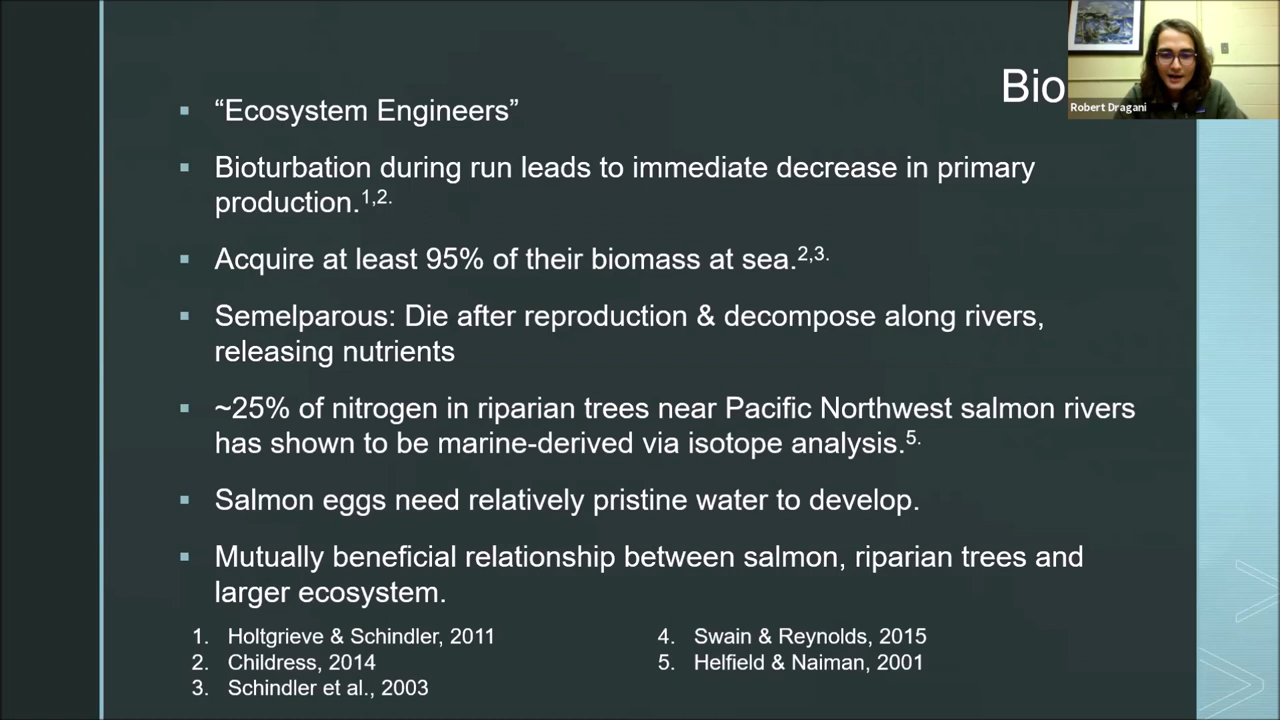 Bio
Robert Dragani
“Ecosystem Engineers”
Bioturbation during run leads to immediate decrease in primary
production.1,2.
Acquire at least 95% of their biomass at sea.2,3.
Semelparous: Die after reproduction & decompose along rivers,
releasing nutrients
~25% of nitrogen in riparian trees near Pacific Northwest salmon rivers
has shown to be marine-derived via isotope analysis.5.
Salmon eggs need relatively pristine water to develop.
Mutually beneficial relationship between salmon, riparian trees and
larger ecosystem.
1. Holtgrieve & Schindler, 2011
2. Childress, 2014
3. Schindler et al., 2003
4. Swain & Reynolds, 2015
5. Helfield & Naiman, 2001